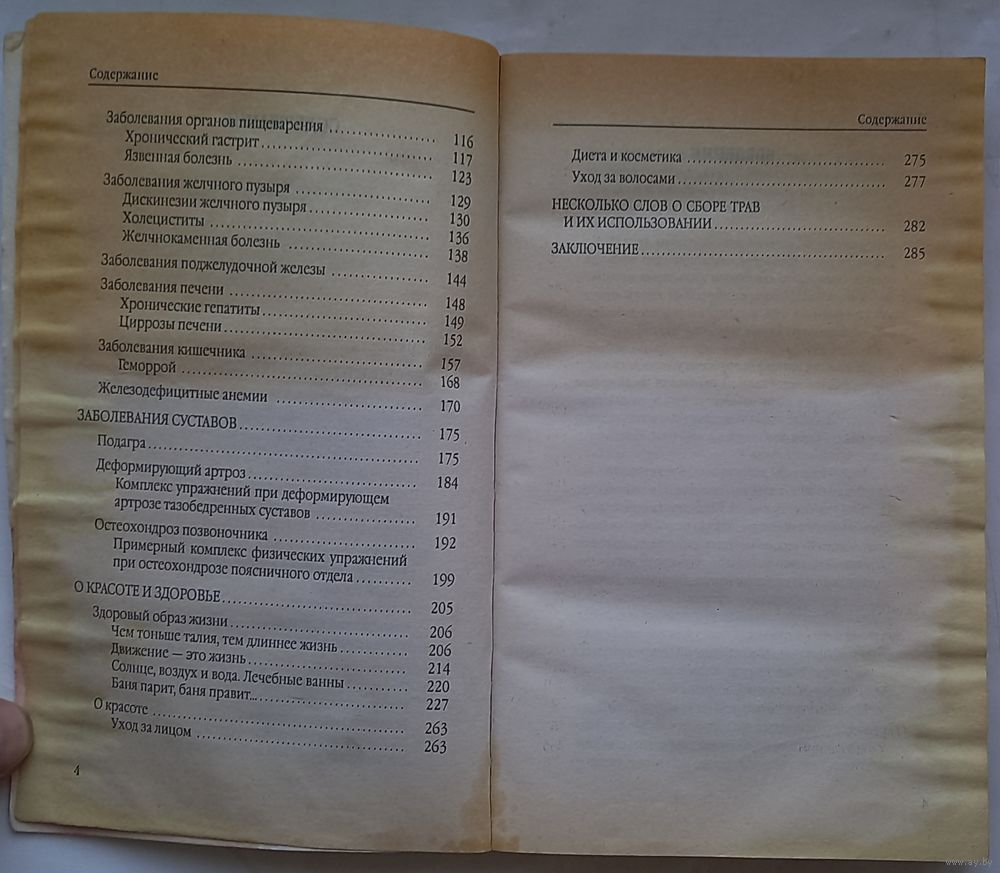 Содержание
Заболевания органов пищеварения ........ 116
Хронический гастрит ........ 117
Язвенная болезнь ........ 123
Заболевания желчного пузыря ........ 129
Дискинезии желчного пузыря ........ 130
Холециститы ........ 136
Желчнокаменная болезнь ........ 138
Заболевания поджелудочной железы ........ 144
Заболевания печени ........ 148
Хронические гепатиты ........ 149
Циррозы печени ........ 152
Заболевания кишечника ........ 157
Геморрой ........ 168
Железодефицитные анемии ........ 170
ЗАБОЛЕВАНИЯ СУСТАВОВ ........ 175
Подагра ........ 175
Деформирующий артроз ........ 184
Комплекс упражнений при деформирующем
артрозе тазобедренных суставов ........ 191
Остеохондроз позвоночника ........ 192
Примерный комплекс физических упражнений
при остеохондрозе поясничного отдела ........ 199
О КРАСОТЕ И ЗДОРОВЬЕ ........ 205
Здоровый образ жизни ........ 206
Чем тоньше талия, тем длиннее жизнь ........ 206
Движение — это жизнь ........ 214
Солнце, воздух и вода. Лечебные ванны ........ 220
Баня парит, баня правит... ........ 227
О красоте ........ 263
Уход за лицом ........ 263
4
Содержание
Диета и косметика ........ 275
Уход за волосами ........ 277
НЕСКОЛЬКО СЛОВ О СБОРЕ ТРАВ
И ИХ ИСПОЛЬЗОВАНИИ ........ 282
ЗАКЛЮЧЕНИЕ ........ 285
www.ay.by